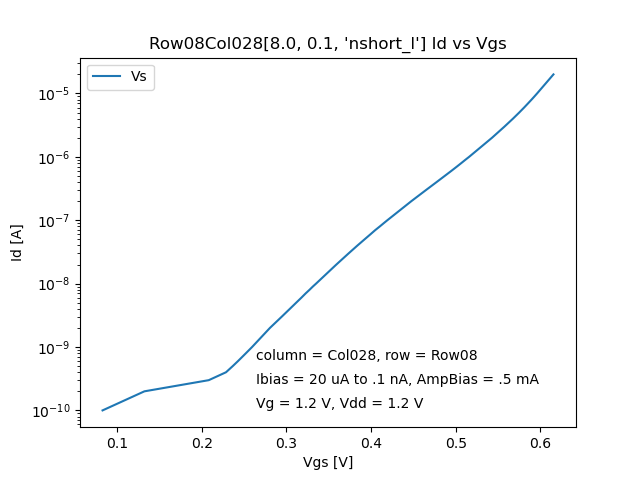 Row08Col028[8.0, 0.1, 'nshort_l'] Id vs Vgs
Vs
10⁻⁵
10⁻⁶
10⁻⁷
10⁻⁸
10⁻⁹
10⁻¹⁰
Id [A]
column = Col028, row = Row08
Ibias = 20 uA to .1 nA, AmpBias = .5 mA
Vg = 1.2 V, Vdd = 1.2 V
0.1 0.2 0.3 0.4 0.5 0.6
Vgs [V]